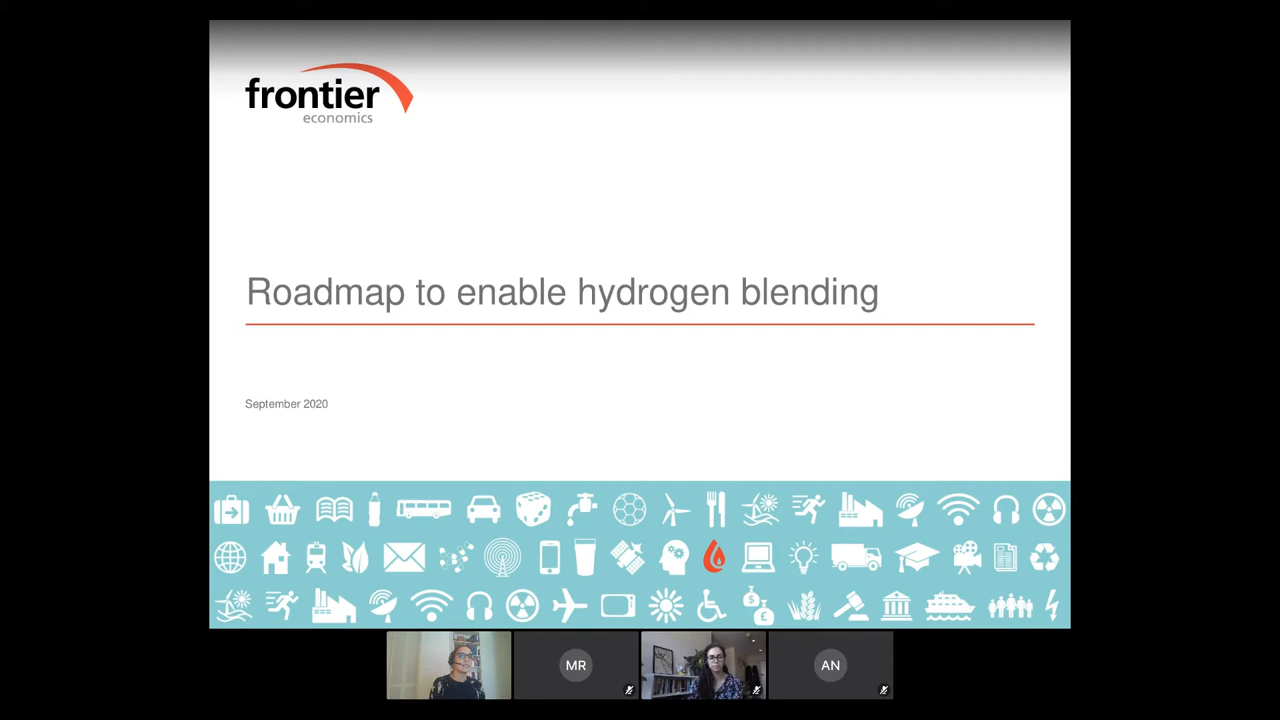 frontier
economics
Roadmap to enable hydrogen blending
September 2020
$
£
MR
AN